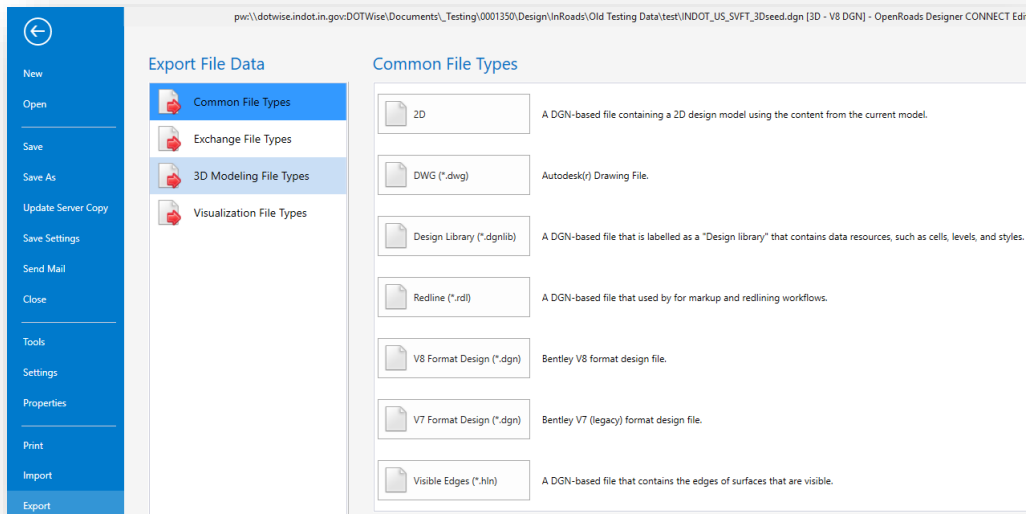 pw:\\dotwise.indot.in.gov:DOTWise\Documents\_Testing\0001350\Design\InRoads\Old Testing Data\test\INDOT_US_SVFT_3Dseed.dgn [3D - V8 DGN] - OpenRoads Designer CONNECT Edi
New
Open
Save
Save As
Update Server Copy
Save Settings
Send Mail
Close
Tools
Settings
Properties
Print
Import
Export
Export File Data
Common File Types
Exchange File Types
3D Modeling File Types
Visualization File Types
Common File Types
2D
A DGN-based file containing a 2D design model using the content from the current model.
DWG (*.dwg)
Autodesk(r) Drawing File.
Design Library (*.dgnlib)
A DGN-based file that is labelled as a "Design library" that contains data resources, such as cells, levels, and styles.
Redline (*.rdl)
A DGN-based file that used by for markup and redlining workflows.
V8 Format Design (*.dgn)
Bentley V8 format design file.
V7 Format Design (*.dgn)
Bentley V7 (legacy) format design file.
Visible Edges (*.hln)
A DGN-based file that contains the edges of surfaces that are visible.